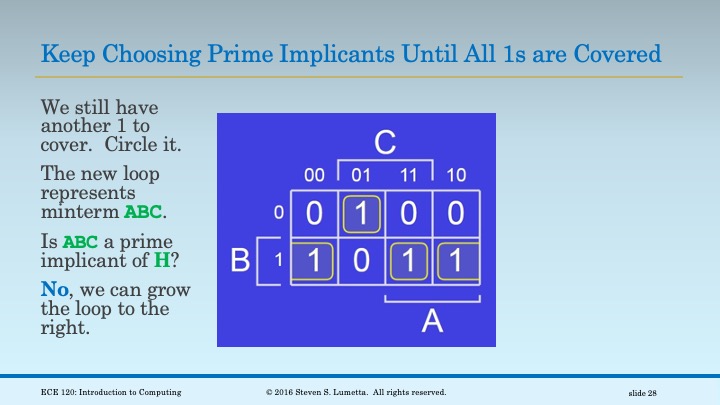 Keep Choosing Prime Implicants Until All 1s are Covered
We still have
another 1 to
cover. Circle it.
The new loop
represents
minterm ABC.
Is ABC a prime
implicant of H?
No, we can grow
the loop to the
right.
C
00 01 11 10
0 0 1 0 0
B 1 1 0 1 1
A
ECE 120: Introduction to Computing © 2016 Steven S. Lumetta. All rights reserved. slide 28